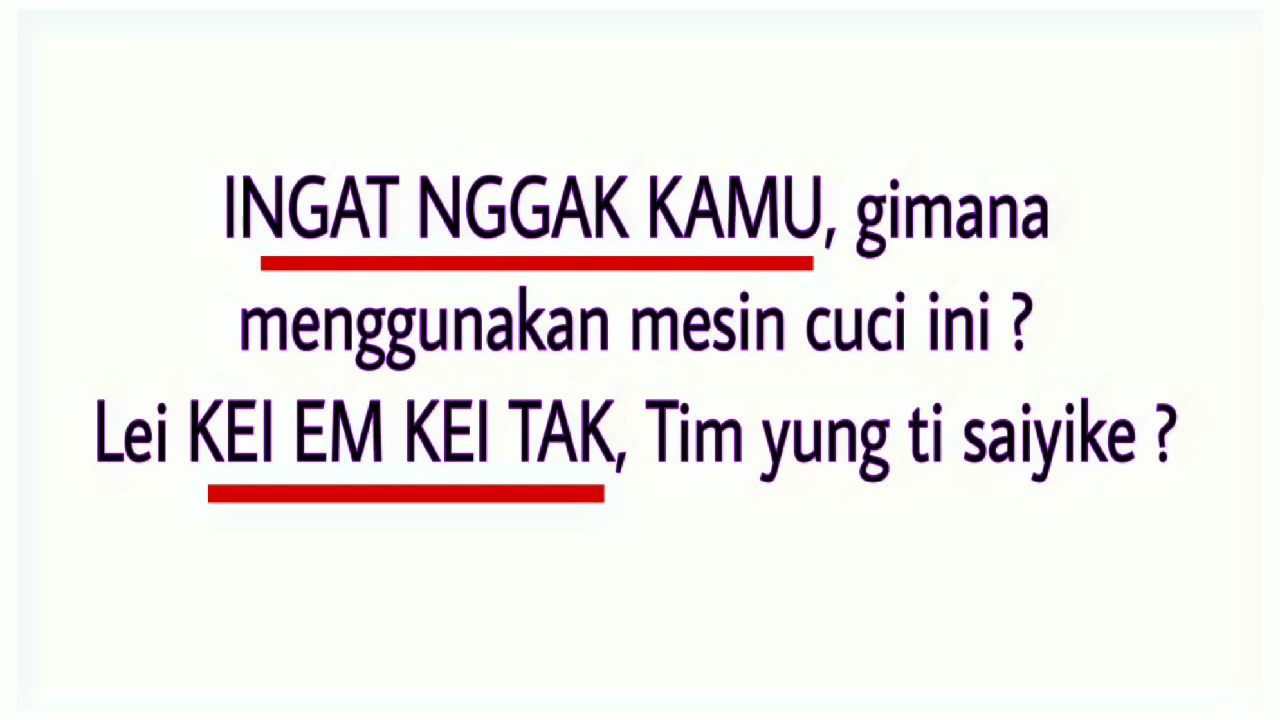 INGAT NGGAK KAMU, gimana
menggunakan mesin cuci ini ?
Lei KEI EM KEI TAK, Tim yung ti saiyike ?